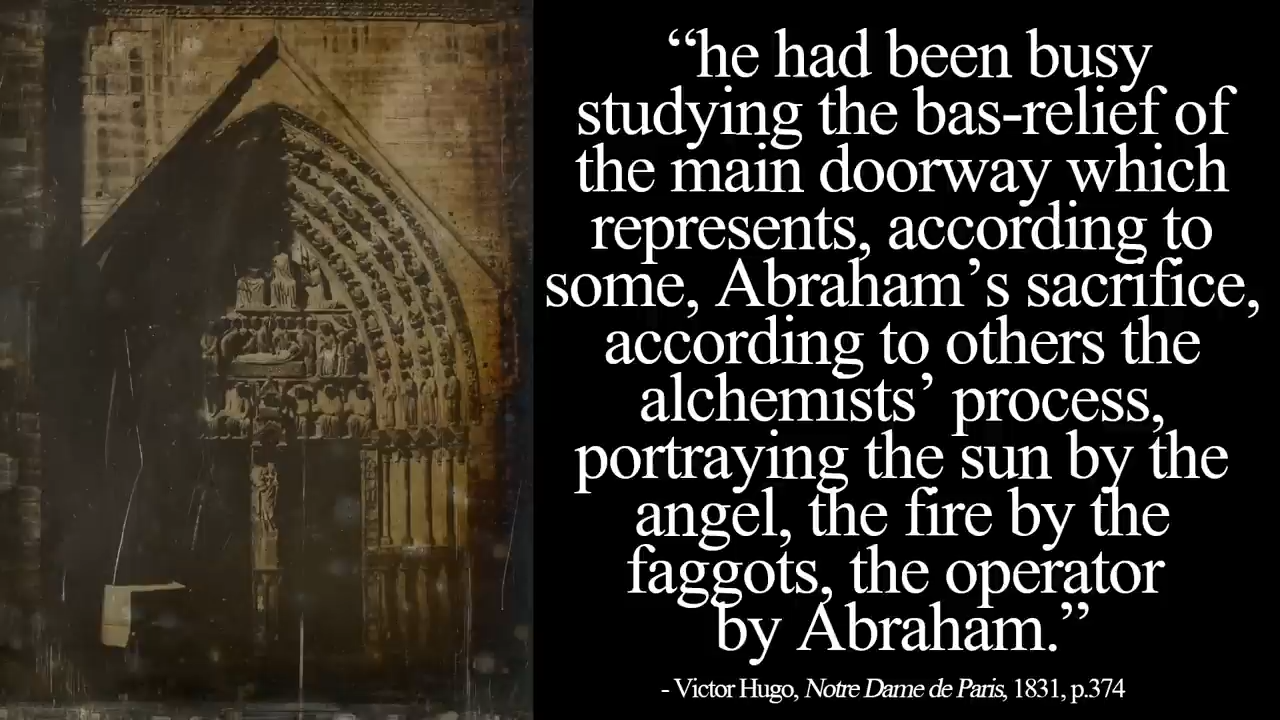 “he had been busy
studying the bas-relief of
the main doorway which
represents, according to
some, Abraham’s sacrifice,
according to others the
alchemists’ process,
portraying the sun by the
angel, the fire by the
faggots, the operator
by Abraham.”
- Victor Hugo, Notre Dame de Paris, 1831, p.374